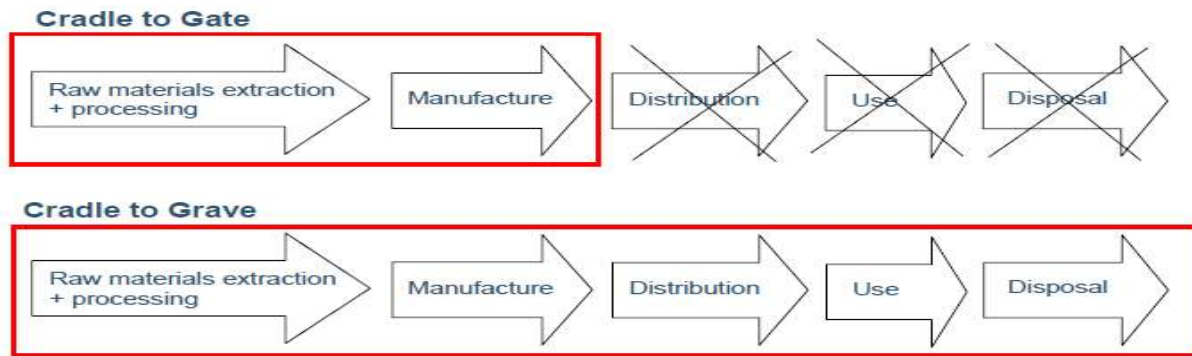 Cradle to Gate
Raw materials extraction
+ processing
Manufacture
Distribution
Use
Disposal
Cradle to Grave
Raw materials extraction
+ processing
Manufacture
Distribution
Use
Disposal